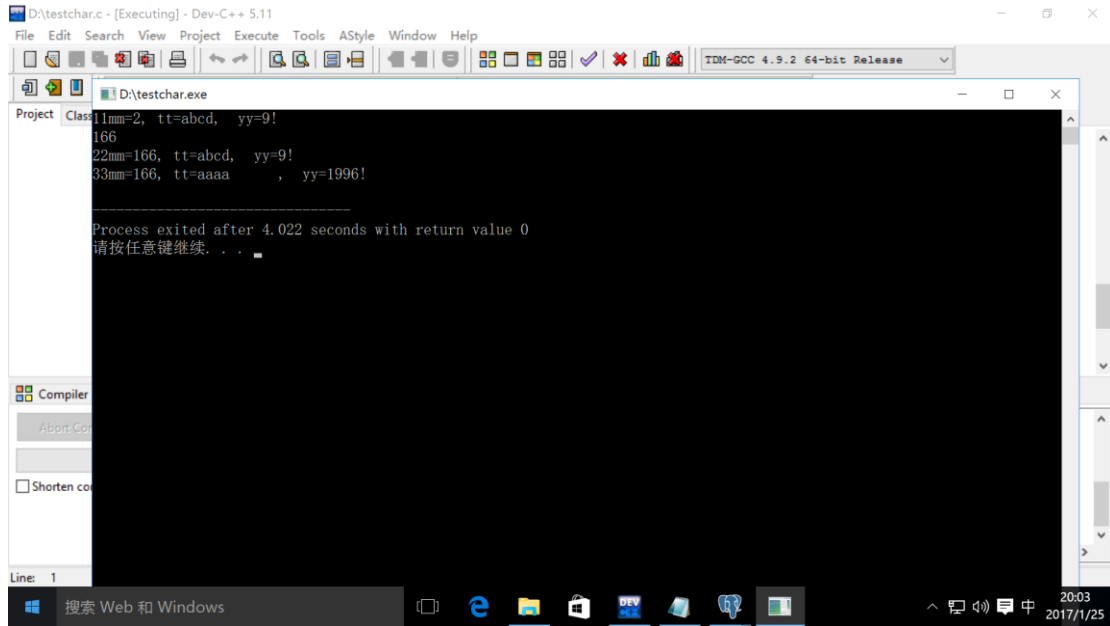 D:\testchar.c - [Executing] - Dev-C++ 5.11
File Edit Search View Project Execute Tools AStyle Window Help
TDM-GCC 4.9.2 64-bit Release
D:\testchar.exe
Project Class
11mm=2, tt=abcd, yy=9!
166
22mm=166, tt=abcd, yy=9!
33mm=166, tt=aaaa , yy=1996!
--------------------------------
Process exited after 4.022 seconds with return value 0
请按任意键继续. . .
Compiler
Abort Co
Shorten co
Line: 1
搜索 Web 和 Windows
DEV
中
20:03
2017/1/25